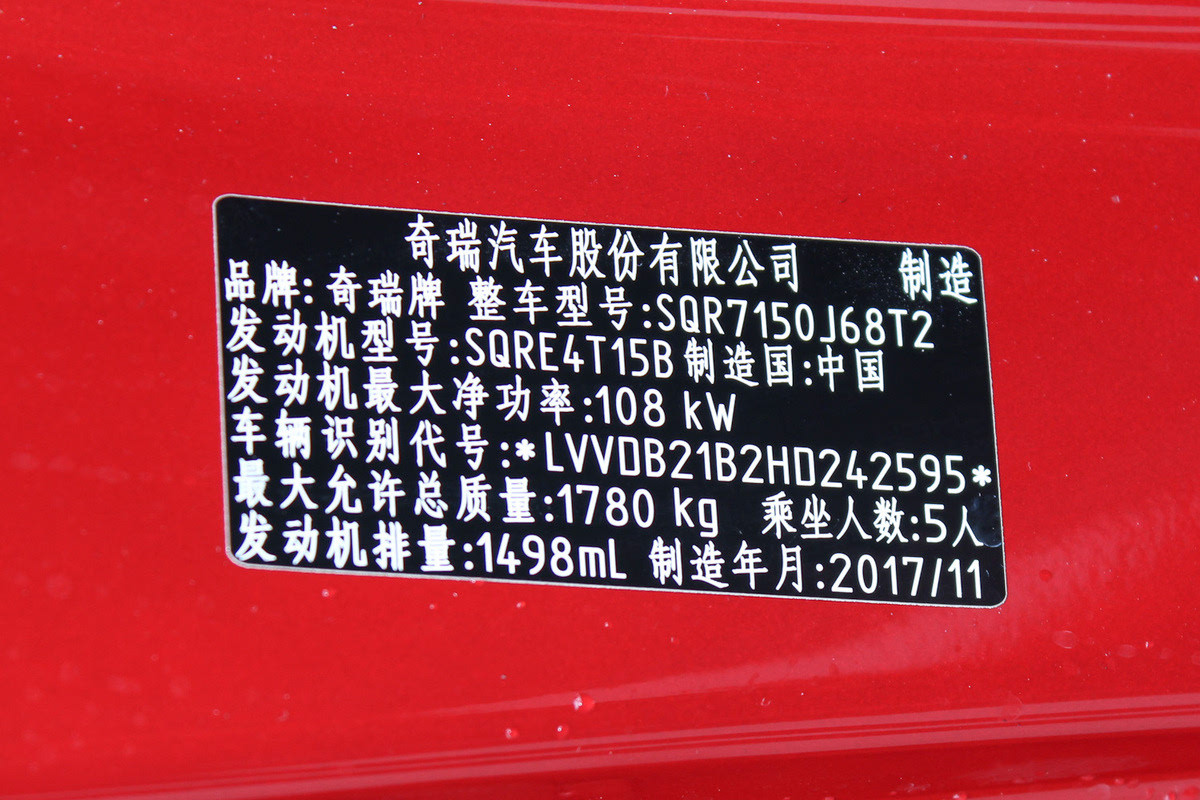 奇瑞汽车股份有限公司 制造
品牌:奇瑞牌 整车型号:SQR7150J68T2
发动机型号:SQRE4T15B 制造国:中国
发动机最大净功率:108 kW
车辆识别代号:*LVVDB21B2HD242595*
最大允许总质量:1780 kg 乘坐人数:5人
发动机排量:1498mL 制造年月:2017/11